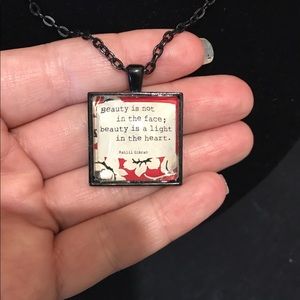 Beauty is not
in the face;
beauty is a light
in the heart.
Kahlil Gibran